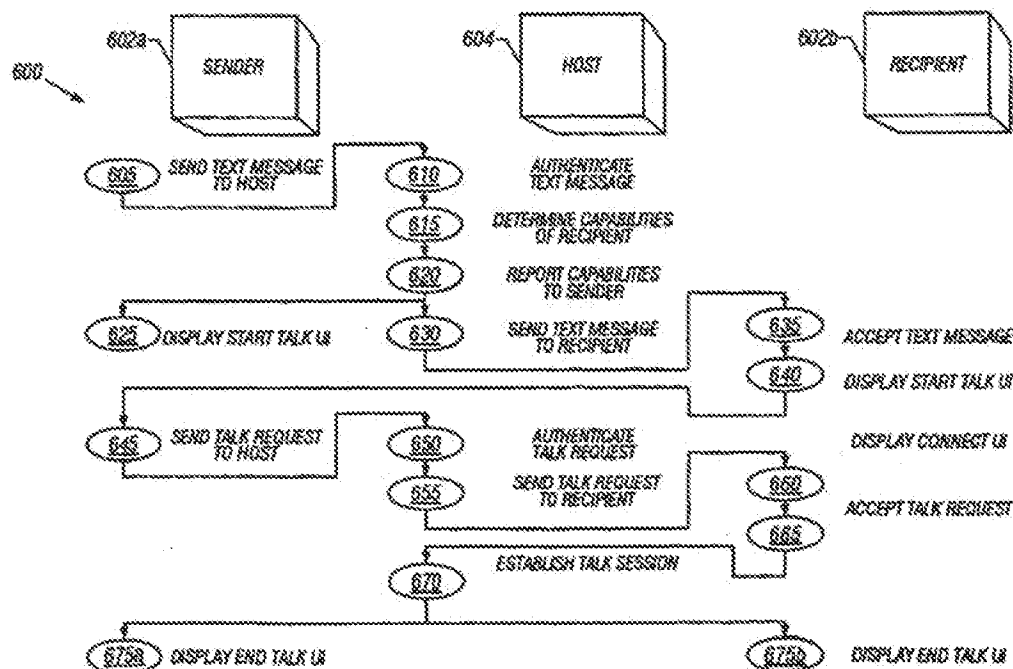 600
602a
SENDER
604
HOST
602b
RECIPIENT
605
SEND TEXT MESSAGE
TO HOST
610
AUTHENTICATE
TEXT MESSAGE
615
DETERMINE CAPABILITIES
OF RECIPIENT
620
REPORT CAPABILITIES
TO SENDER
625
DISPLAY START TALK UI
630
SEND TEXT MESSAGE
TO RECIPIENT
635
ACCEPT TEXT MESSAGE
640
DISPLAY START TALK UI
645
SEND TALK REQUEST
TO HOST
650
AUTHENTICATE
TALK REQUEST
DISPLAY CONNECT UI
655
SEND TALK REQUEST
TO RECIPIENT
660
ACCEPT TALK REQUEST
665
ESTABLISH TALK SESSION
670
675a
DISPLAY END TALK UI
675b
DISPLAY END TALK UI